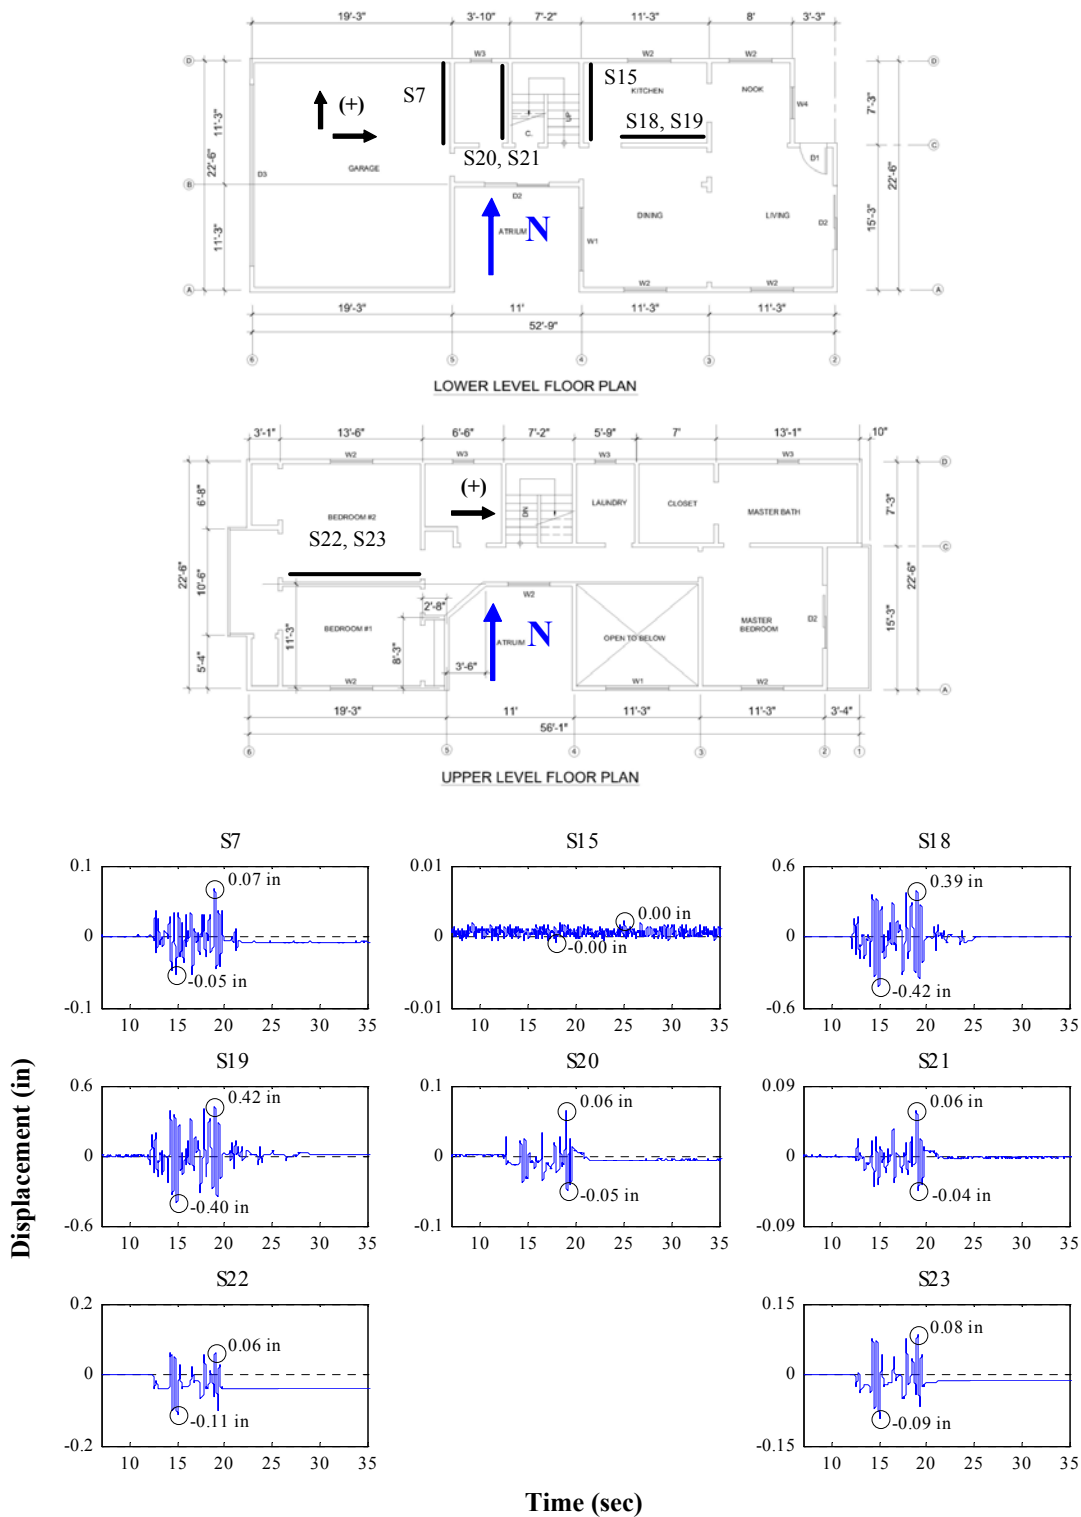 19'-3" 3'-10" 7'-2" 11'-3" 8' 3'-3"
D W3 W2 W2 D
S7 S15 KITCHEN NOOK W4
(+) S18, S19
11'-3" C. UP 7'-3"
S20, S21 D1 C
22'-6" GARAGE 22'-6"
B D3 D2 DINING LIVING D2 15'-3"
N ATRIUM W1
11'-3"
A W2 W2 A
19'-3" 11' 11'-3" 11'-3"
52'-9"
6 5 4 3 2
LOWER LEVEL FLOOR PLAN
3'-1" 13'-6" 6'-6" 7'-2" 5'-9" 7' 13'-1" 10"
W2 W3 W3 W3 D
6'-8" (+) LAUNDRY CLOSET 7'-3"
BEDROOM #2 DN MASTER BATH
S22, S23 C
22'-6" 10'-6" 22'-6"
2'-8" W2
11'-3" BEDROOM #1 N MASTER BEDROOM D2 15'-3"
8'-3" ATRIUM OPEN TO BELOW
5'-4" 3'-6"
W2 W1 W2 A
19'-3" 11' 11'-3" 11'-3" 3'-4"
56'-1"
6 5 4 3 2 1
UPPER LEVEL FLOOR PLAN
S7 S15 S18
0.1 0.01 0.6
0.07 in 0.00 in 0.39 in
0 0 0
-0.05 in -0.00 in -0.42 in
-0.1 -0.01 -0.6
10 15 20 25 30 35 10 15 20 25 30 35 10 15 20 25 30 35
S19 S20 S21
0.6 0.1 0.09
0.42 in 0.06 in 0.06 in
0 0 0
-0.40 in -0.05 in -0.04 in
-0.6 -0.1 -0.09
10 15 20 25 30 35 10 15 20 25 30 35 10 15 20 25 30 35
S22 S23
0.2 0.15
0.06 in 0.08 in
0 0
-0.11 in -0.09 in
-0.2 -0.15
10 15 20 25 30 35 10 15 20 25 30 35
Displacement (in)
Time (sec)